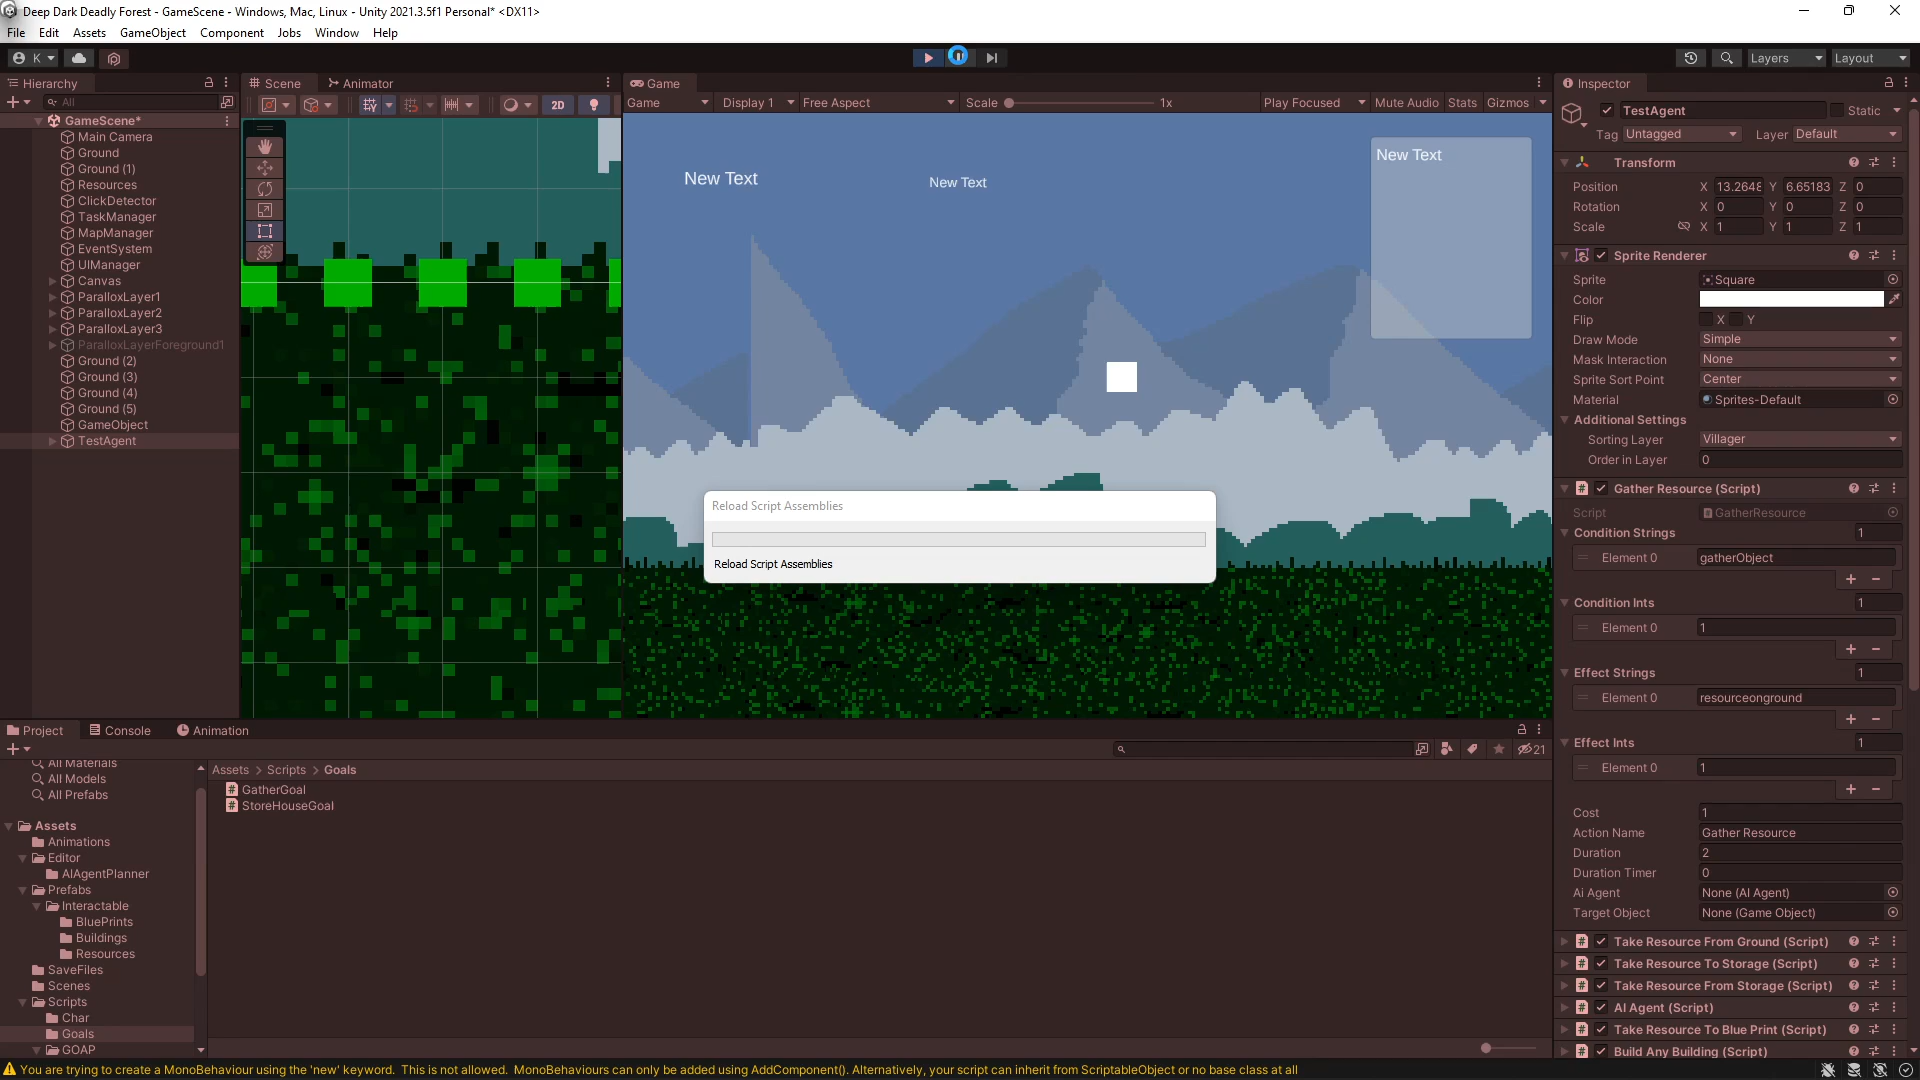 Deep Dark Deadly Forest - GameScene - Windows, Mac, Linux - Unity 2021.3.5f1 Personal* <DX11>
File Edit Assets GameObject Component Jobs Window Help
K Layers Layout
Hierarchy
All
GameScene*
Main Camera
Ground
Ground (1)
Resources
ClickDetector
TaskManager
MapManager
EventSystem
UIManager
Canvas
ParalloxLayer1
ParalloxLayer2
ParalloxLayer3
ParalloxLayerForeground1
Ground (2)
Ground (3)
Ground (4)
Ground (5)
GameObject
TestAgent
Scene Animator
2D
Game
Game Display 1 Free Aspect Scale 1x Play Focused Mute Audio Stats Gizmos
New Text
New Text
New Text
Reload Script Assemblies
Reload Script Assemblies
Inspector
TestAgent Static
Tag Untagged Layer Default
Transform
Position X 13.2648 Y 6.65183 Z 0
Rotation X 0 Y 0 Z 0
Scale X 1 Y 1 Z 1
Sprite Renderer
Sprite Square
Color
Flip X Y
Draw Mode Simple
Mask Interaction None
Sprite Sort Point Center
Material Sprites-Default
Additional Settings
Sorting Layer Villager
Order in Layer 0
Gather Resource (Script)
Script GatherResource
Condition Strings 1
Element 0 gatherObject
Condition Ints 1
Element 0 1
Effect Strings 1
Element 0 resourceonground
Effect Ints 1
Element 0 1
Cost 1
Action Name Gather Resource
Duration 2
Duration Timer 0
Ai Agent None (AI Agent)
Target Object None (Game Object)
Take Resource From Ground (Script)
Take Resource To Storage (Script)
Take Resource From Storage (Script)
AI Agent (Script)
Take Resource To Blue Print (Script)
Build Any Building (Script)
Project Console Animation
21
All Materials
All Models
All Prefabs
Assets
Animations
Editor
AIAgentPlanner
Prefabs
Interactable
BluePrints
Buildings
Resources
SaveFiles
Scenes
Scripts
Char
Goals
GOAP
Assets > Scripts > Goals
GatherGoal
StoreHouseGoal
You are trying to create a MonoBehaviour using the 'new' keyword. This is not allowed. MonoBehaviours can only be added using AddComponent(). Alternatively, your script can inherit from ScriptableObject or no base class at all